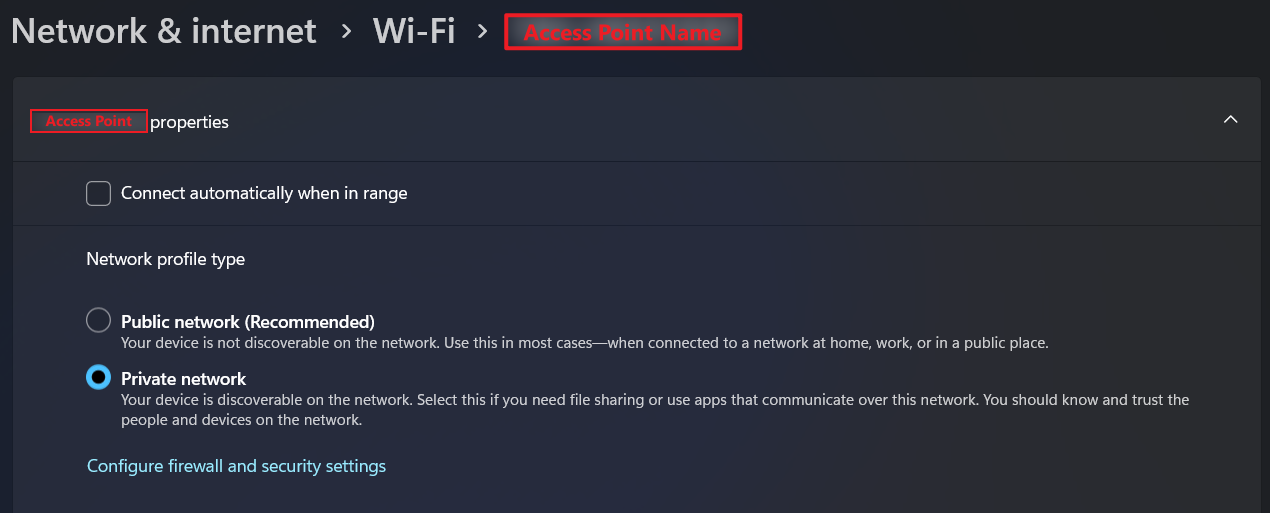 Network & internet > Wi-Fi > Access Point Name
Access Point properties
Connect automatically when in range
Network profile type
Public network (Recommended)
Your device is not discoverable on the network. Use this in most cases—when connected to a network at home, work, or in a public place.
Private network
Your device is discoverable on the network. Select this if you need file sharing or use apps that communicate over this network. You should know and trust the
people and devices on the network.
Configure firewall and security settings